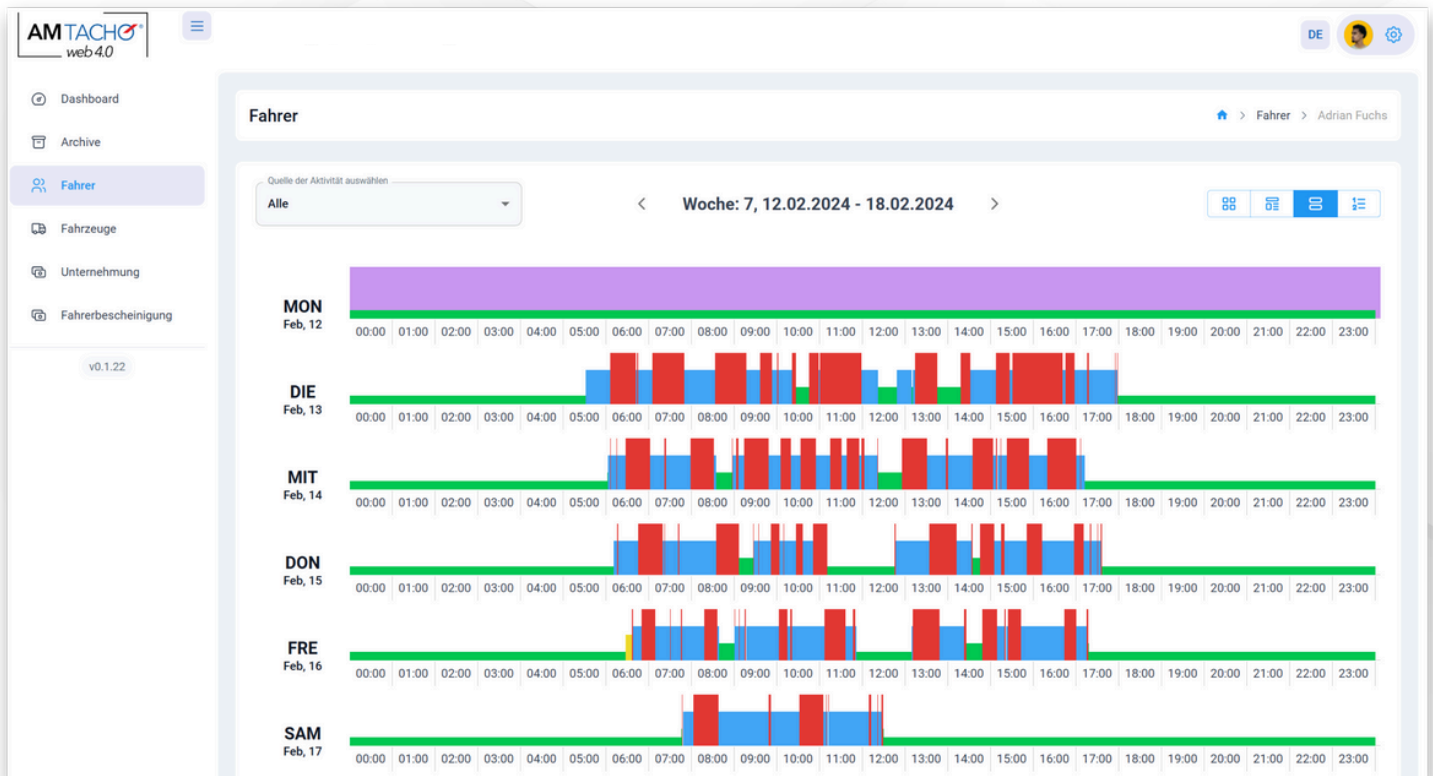 AMTACHO®
web 4.0
DE
Dashboard
Archive
Fahrer
Fahrzeuge
Unternehmung
Fahrerbescheinigung
v0.1.22
Fahrer
Fahrer > Adrian Fuchs
Quelle der Aktivität auswählen
Alle
Woche: 7, 12.02.2024 - 18.02.2024
MON
Feb, 12
00:00 01:00 02:00 03:00 04:00 05:00 06:00 07:00 08:00 09:00 10:00 11:00 12:00 13:00 14:00 15:00 16:00 17:00 18:00 19:00 20:00 21:00 22:00 23:00
DIE
Feb, 13
00:00 01:00 02:00 03:00 04:00 05:00 06:00 07:00 08:00 09:00 10:00 11:00 12:00 13:00 14:00 15:00 16:00 17:00 18:00 19:00 20:00 21:00 22:00 23:00
MIT
Feb, 14
00:00 01:00 02:00 03:00 04:00 05:00 06:00 07:00 08:00 09:00 10:00 11:00 12:00 13:00 14:00 15:00 16:00 17:00 18:00 19:00 20:00 21:00 22:00 23:00
DON
Feb, 15
00:00 01:00 02:00 03:00 04:00 05:00 06:00 07:00 08:00 09:00 10:00 11:00 12:00 13:00 14:00 15:00 16:00 17:00 18:00 19:00 20:00 21:00 22:00 23:00
FRE
Feb, 16
00:00 01:00 02:00 03:00 04:00 05:00 06:00 07:00 08:00 09:00 10:00 11:00 12:00 13:00 14:00 15:00 16:00 17:00 18:00 19:00 20:00 21:00 22:00 23:00
SAM
Feb, 17
00:00 01:00 02:00 03:00 04:00 05:00 06:00 07:00 08:00 09:00 10:00 11:00 12:00 13:00 14:00 15:00 16:00 17:00 18:00 19:00 20:00 21:00 22:00 23:00